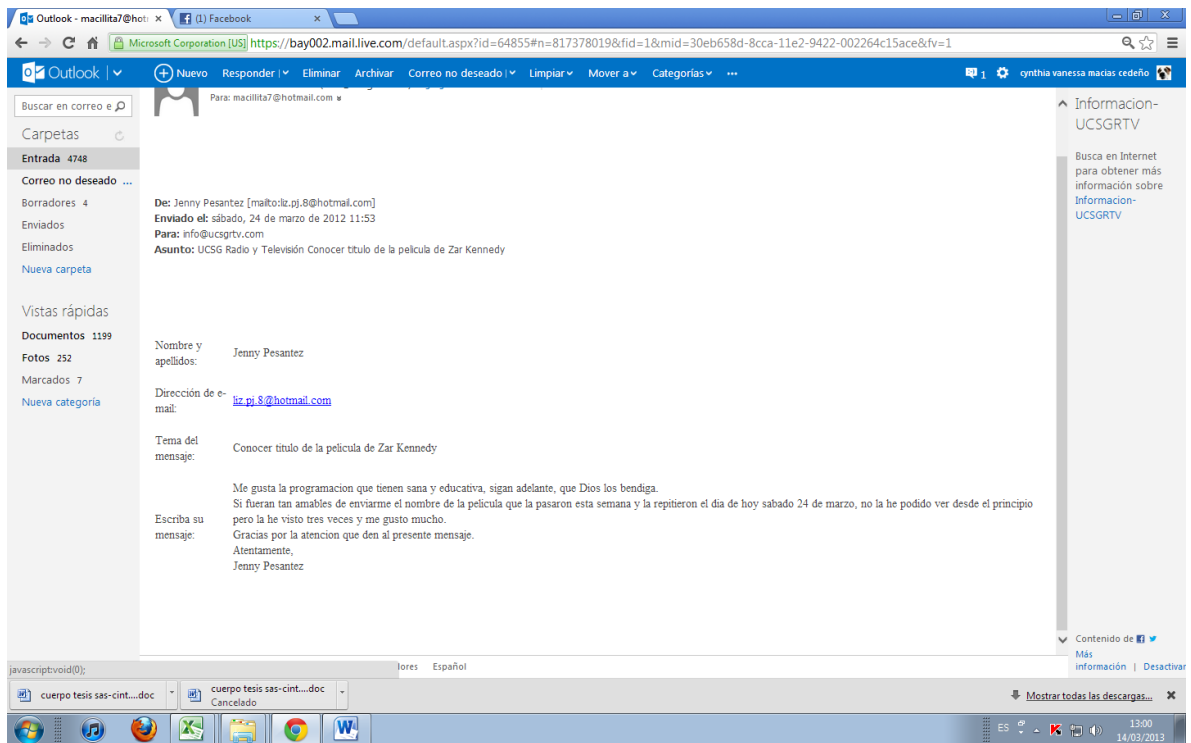 Outlook - macillita7@hot
(1) Facebook
Microsoft Corporation [US] https://bay002.mail.live.com/default.aspx?id=64855#n=817378019&fid=1&mid=30eb658d-8cca-11e2-9422-002264c15ace&fv=1
Outlook
Nuevo Responder Eliminar Archivar Correo no deseado Limpiar Mover a Categorías ...
1 cynthia vanessa macias cedeño
Buscar en correo e
Carpetas
Entrada 4748
Correo no deseado ...
Borradores 4
Enviados
Eliminados
Nueva carpeta
Vistas rápidas
Documentos 1199
Fotos 252
Marcados 7
Nueva categoría
Para: macillita7@hotmail.com
De: Jenny Pesantez [mailto:liz.pj.8@hotmail.com]
Enviado el: sábado, 24 de marzo de 2012 11:53
Para: info@ucsgrtv.com
Asunto: UCSG Radio y Televisión Conocer titulo de la pelicula de Zar Kennedy
Nombre y
apellidos:
Jenny Pesantez
Dirección de e-
mail:
liz.pj.8@hotmail.com
Tema del
mensaje:
Conocer titulo de la pelicula de Zar Kennedy
Escriba su
mensaje:
Me gusta la programacion que tienen sana y educativa, sigan adelante, que Dios los bendiga.
Si fueran tan amables de enviarme el nombre de la pelicula que la pasaron esta semana y la repitieron el dia de hoy sabado 24 de marzo, no la he podido ver desde el principio
pero la he visto tres veces y me gusto mucho.
Gracias por la atencion que den al presente mensaje.
Atentamente,
Jenny Pesantez
Informacion-
UCSGRTV
Busca en Internet
para obtener más
información sobre
Informacion-
UCSGRTV
Contenido de
Más
información | Desactivar
javascript:void(0);
Español
cuerpo tesis sas-cint....doc
cuerpo tesis sas-cint....doc
Cancelado
Mostrar todas las descargas...
ES
13:00
14/03/2013